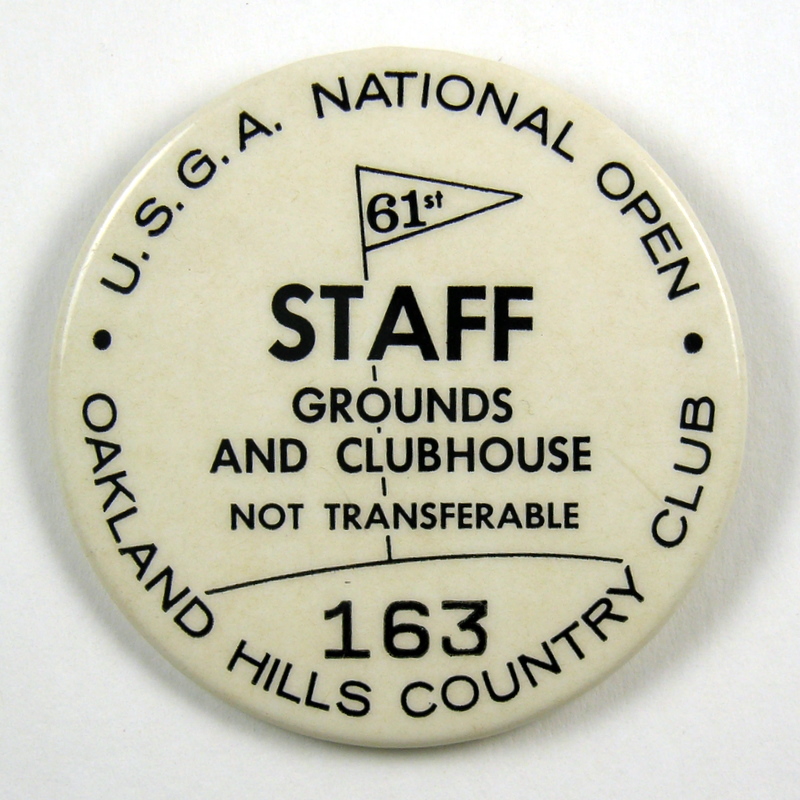 U.S.G.A. NATIONAL OPEN
61st
STAFF
GROUNDS
AND CLUBHOUSE
NOT TRANSFERABLE
163
OAKLAND HILLS COUNTRY CLUB